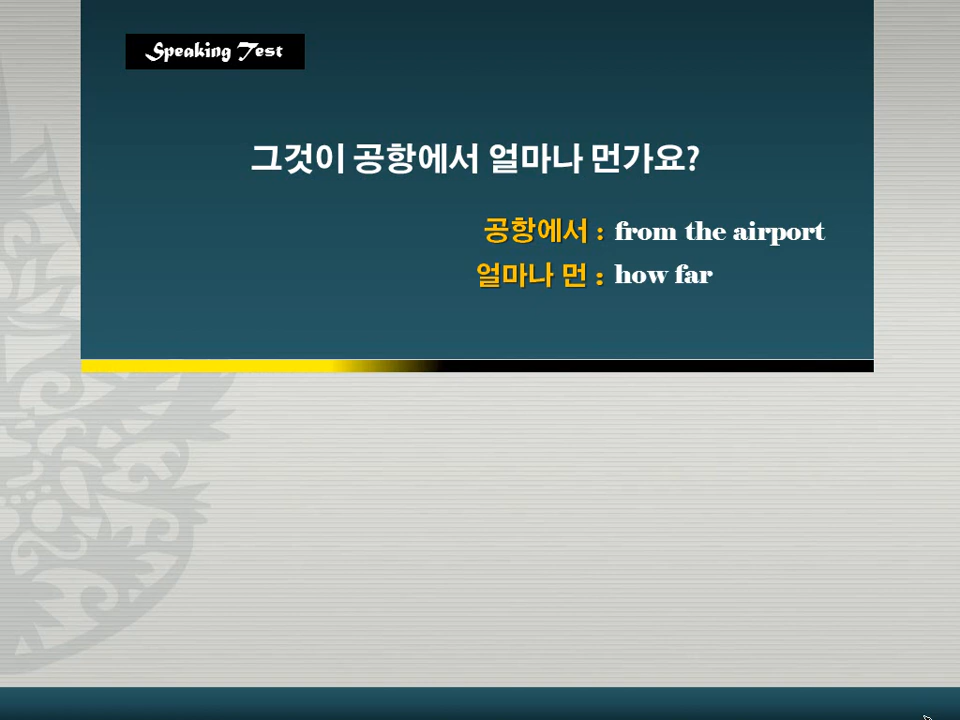 Speaking Test
그것이 공항에서 얼마나 먼가요?
공항에서 : from the airport
얼마나 먼 : how far